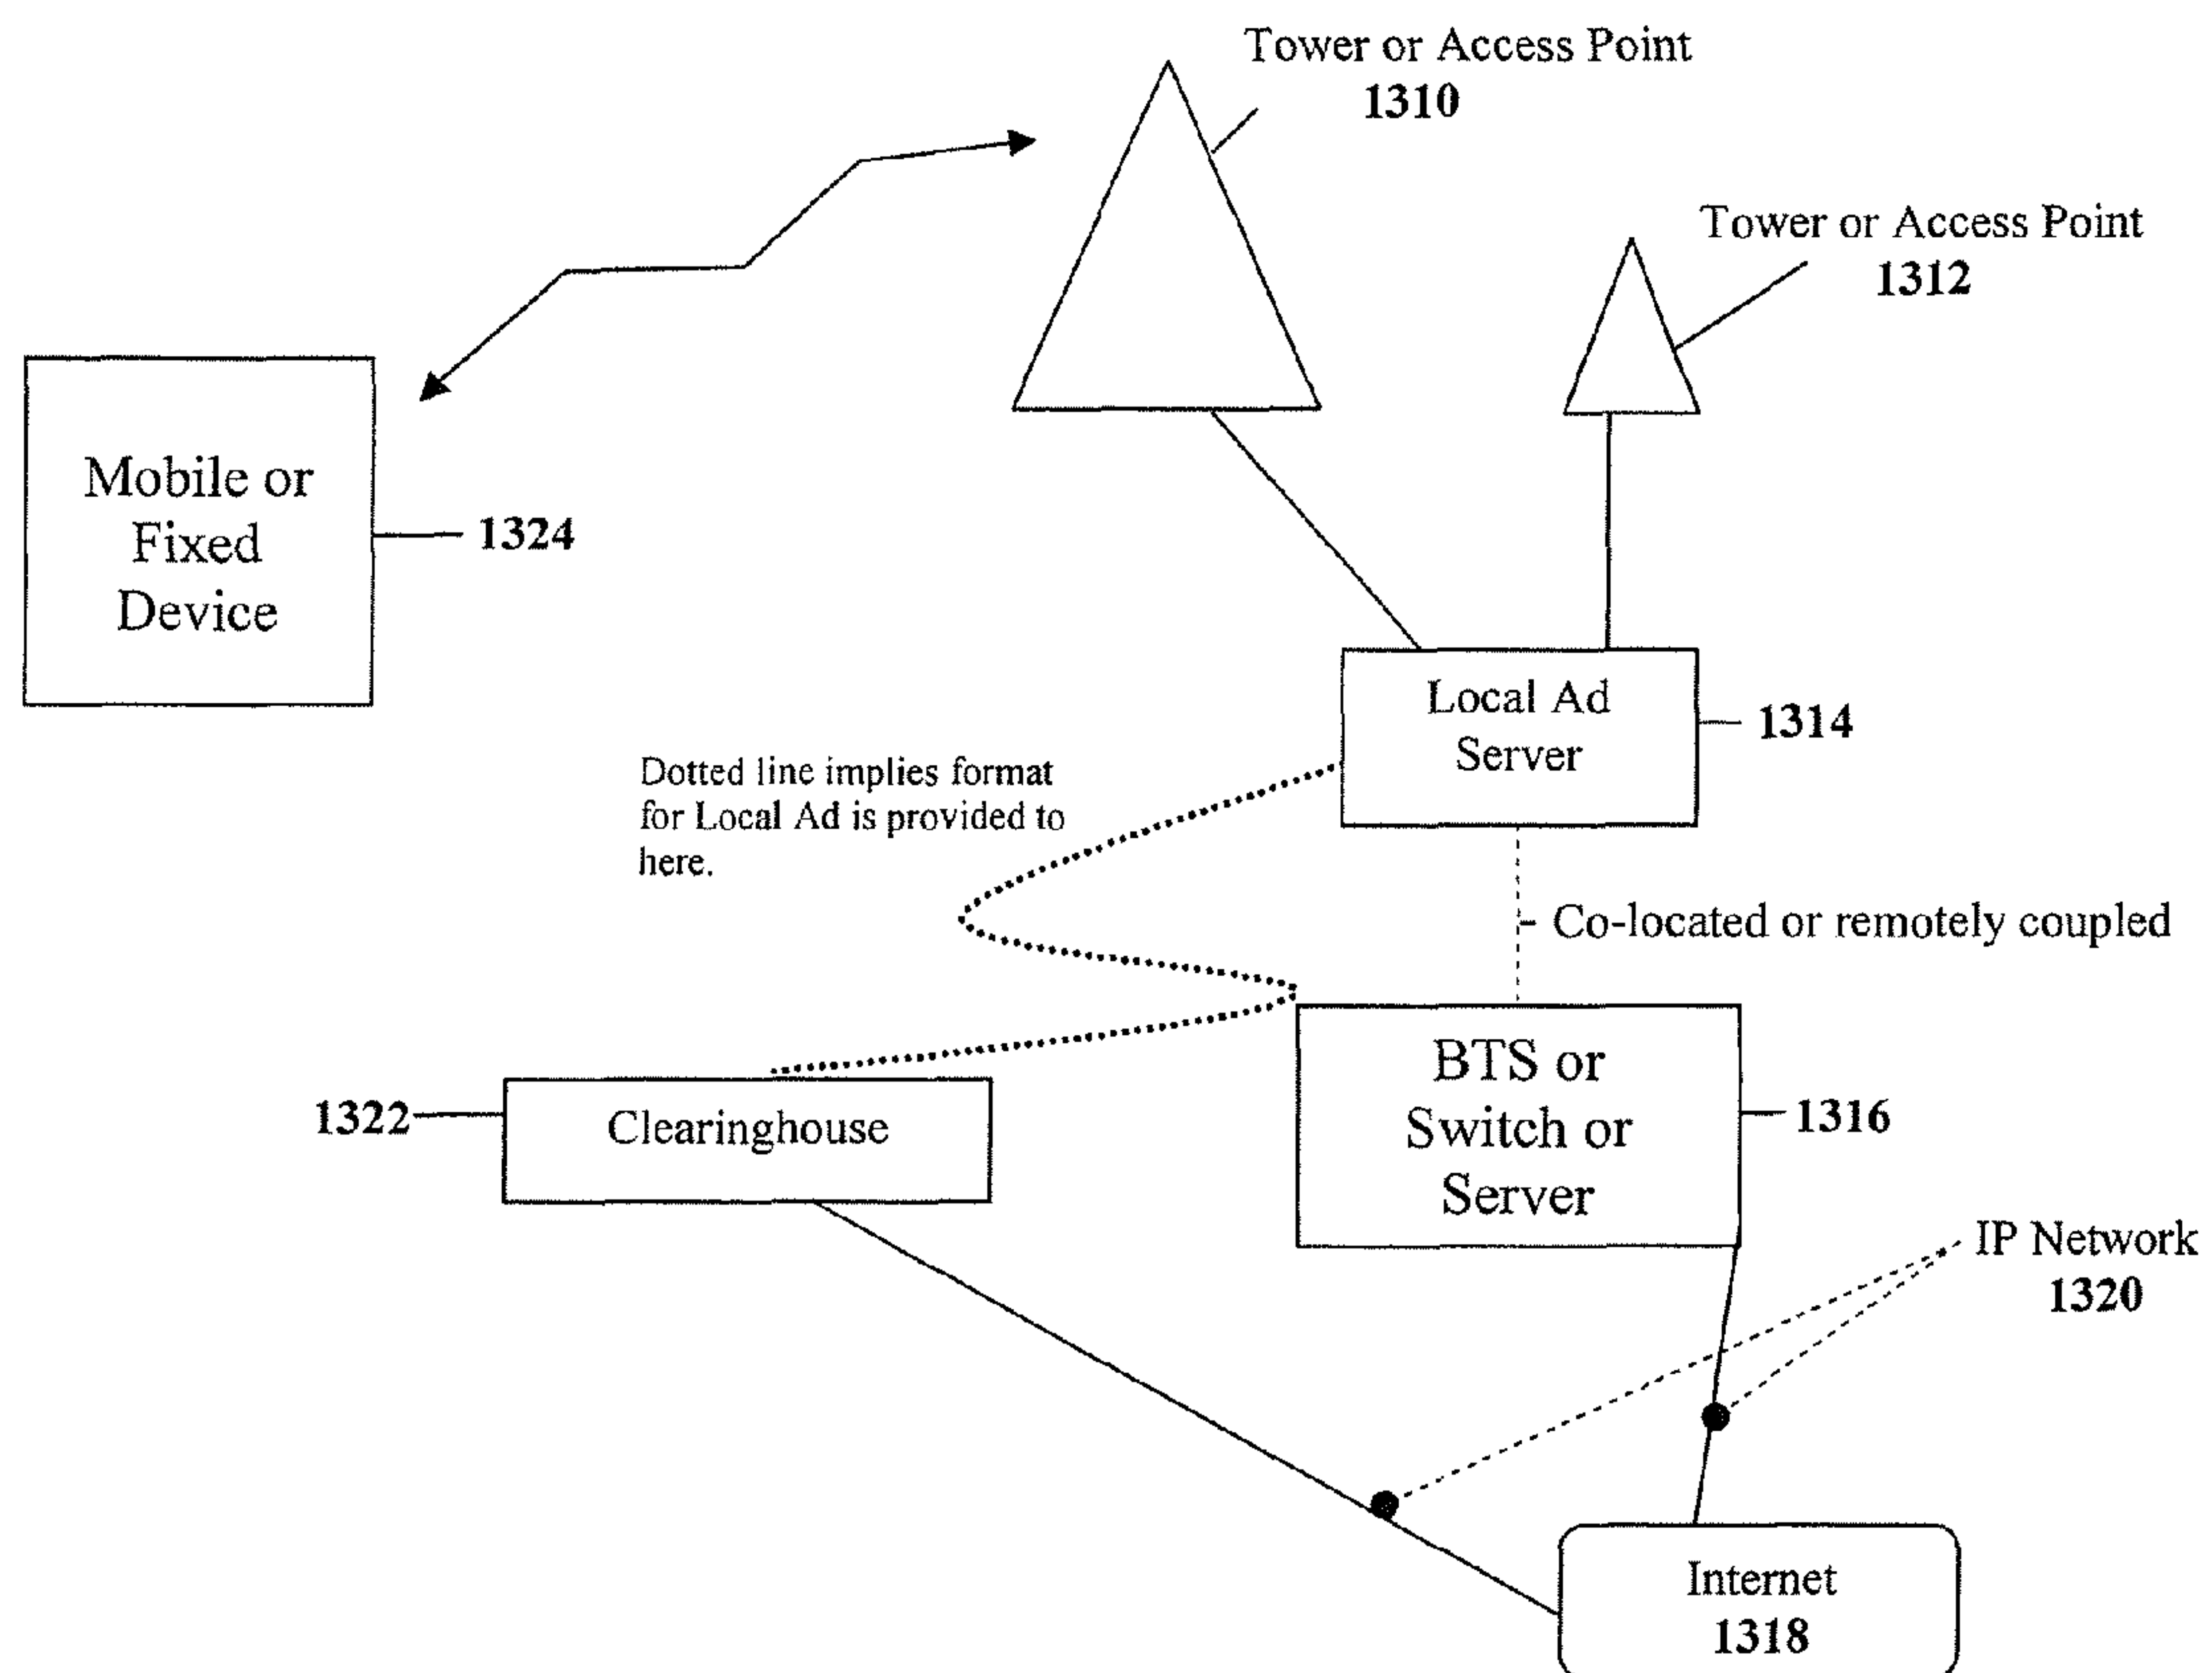 Tower or Access Point
1310
Tower or Access Point
1312
Mobile or
Fixed
Device
1324
Local Ad
Server
1314
Dotted line implies format
for Local Ad is provided to
here.
Co-located or remotely coupled
BTS or
Switch or
Server
1316
1322
Clearinghouse
IP Network
1320
Internet
1318